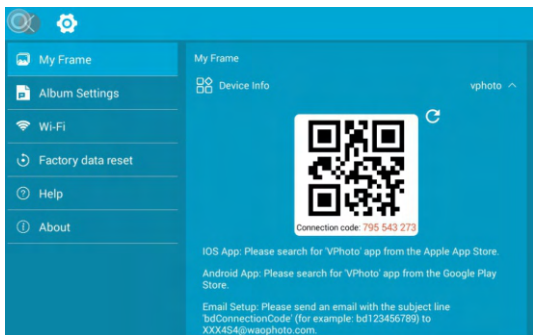 My Frame
Album Settings
Wi-Fi
Factory data reset
Help
About
My Frame
Device Info
vphoto
Connection code: 795 543 273
IOS App: Please search for 'VPhoto' app from the Apple App Store.
Android App: Please search for 'VPhoto' app from the Google Play
Store.
Email Setup: Please send an email with the subject line
'bdConnectionCode' (for example: bd123456789) to
XXX4S4@waophoto.com.